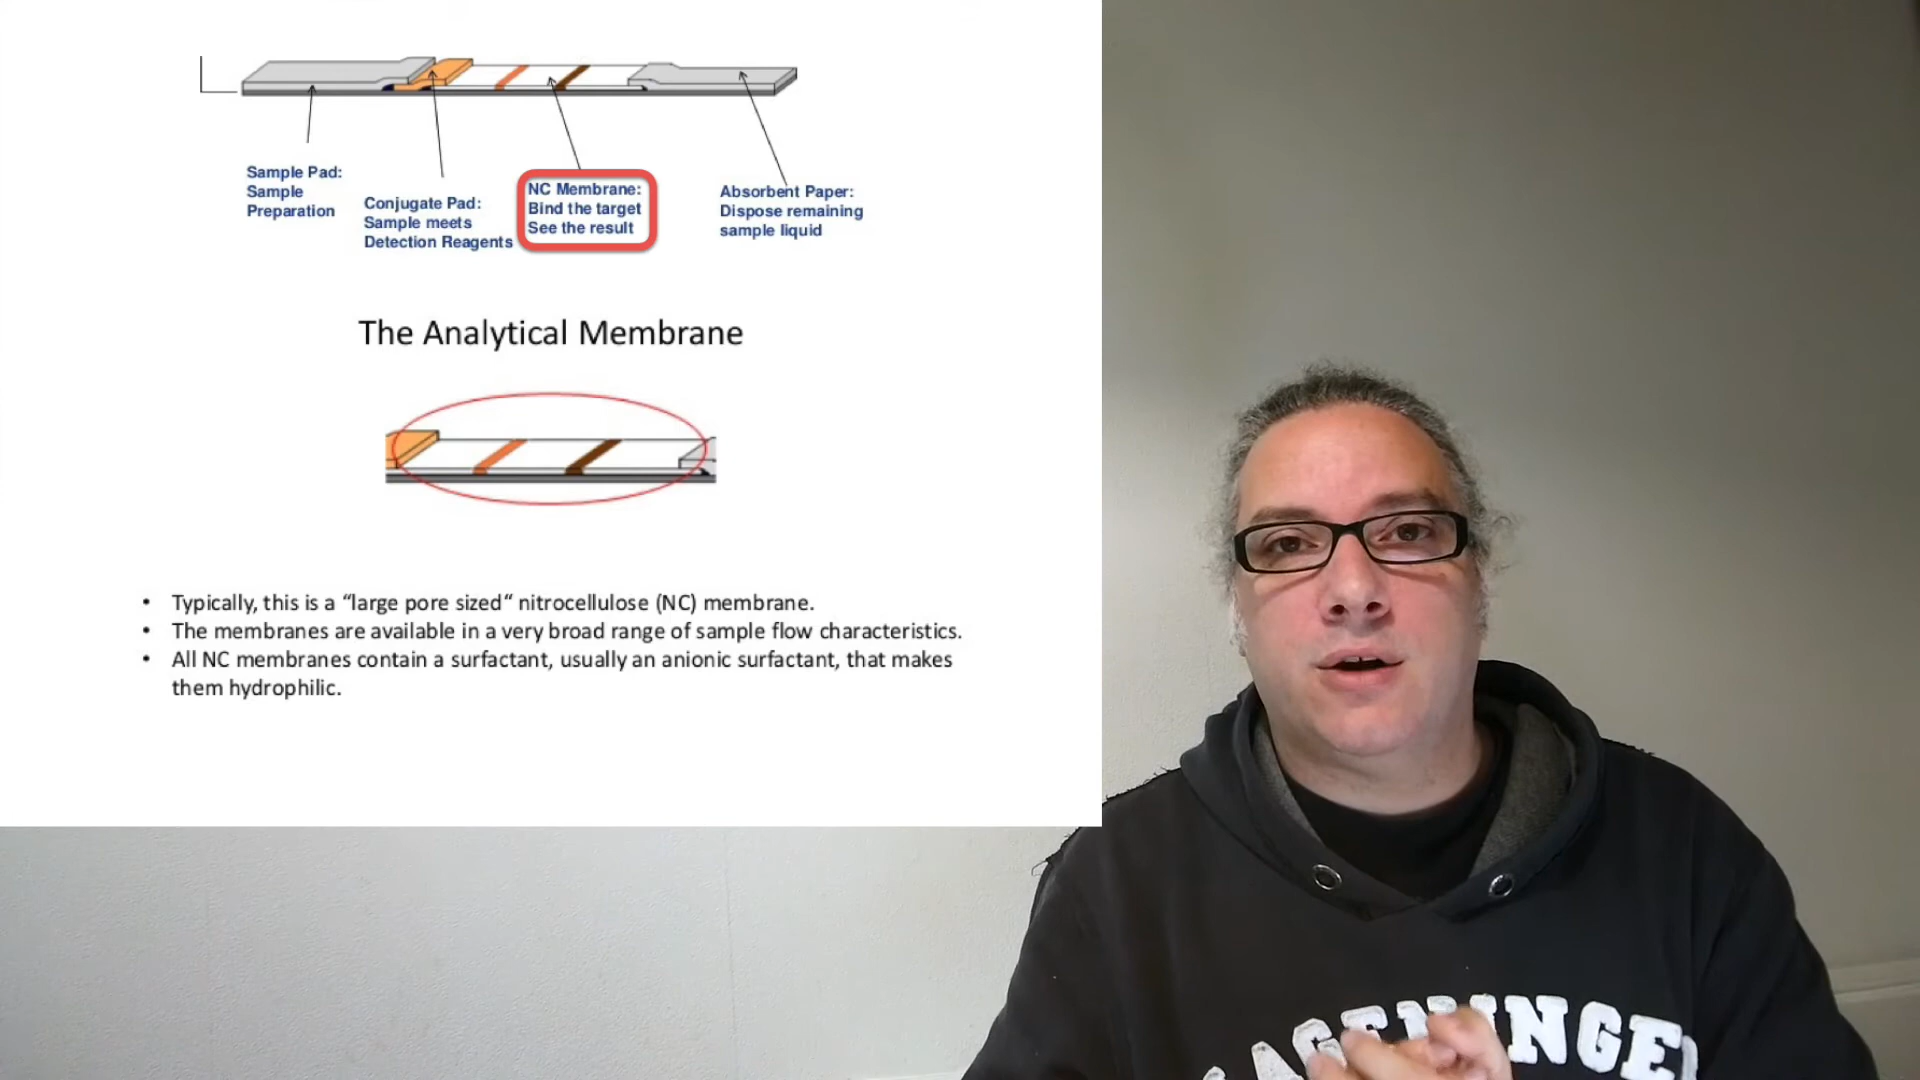 Sample Pad:
Sample
Preparation
Conjugate Pad:
Sample meets
Detection Reagents
NC Membrane:
Bind the target
See the result
Absorbent Paper:
Dispose remaining
sample liquid
The Analytical Membrane
• Typically, this is a “large pore sized“ nitrocellulose (NC) membrane.
• The membranes are available in a very broad range of sample flow characteristics.
• All NC membranes contain a surfactant, usually an anionic surfactant, that makes
them hydrophilic.